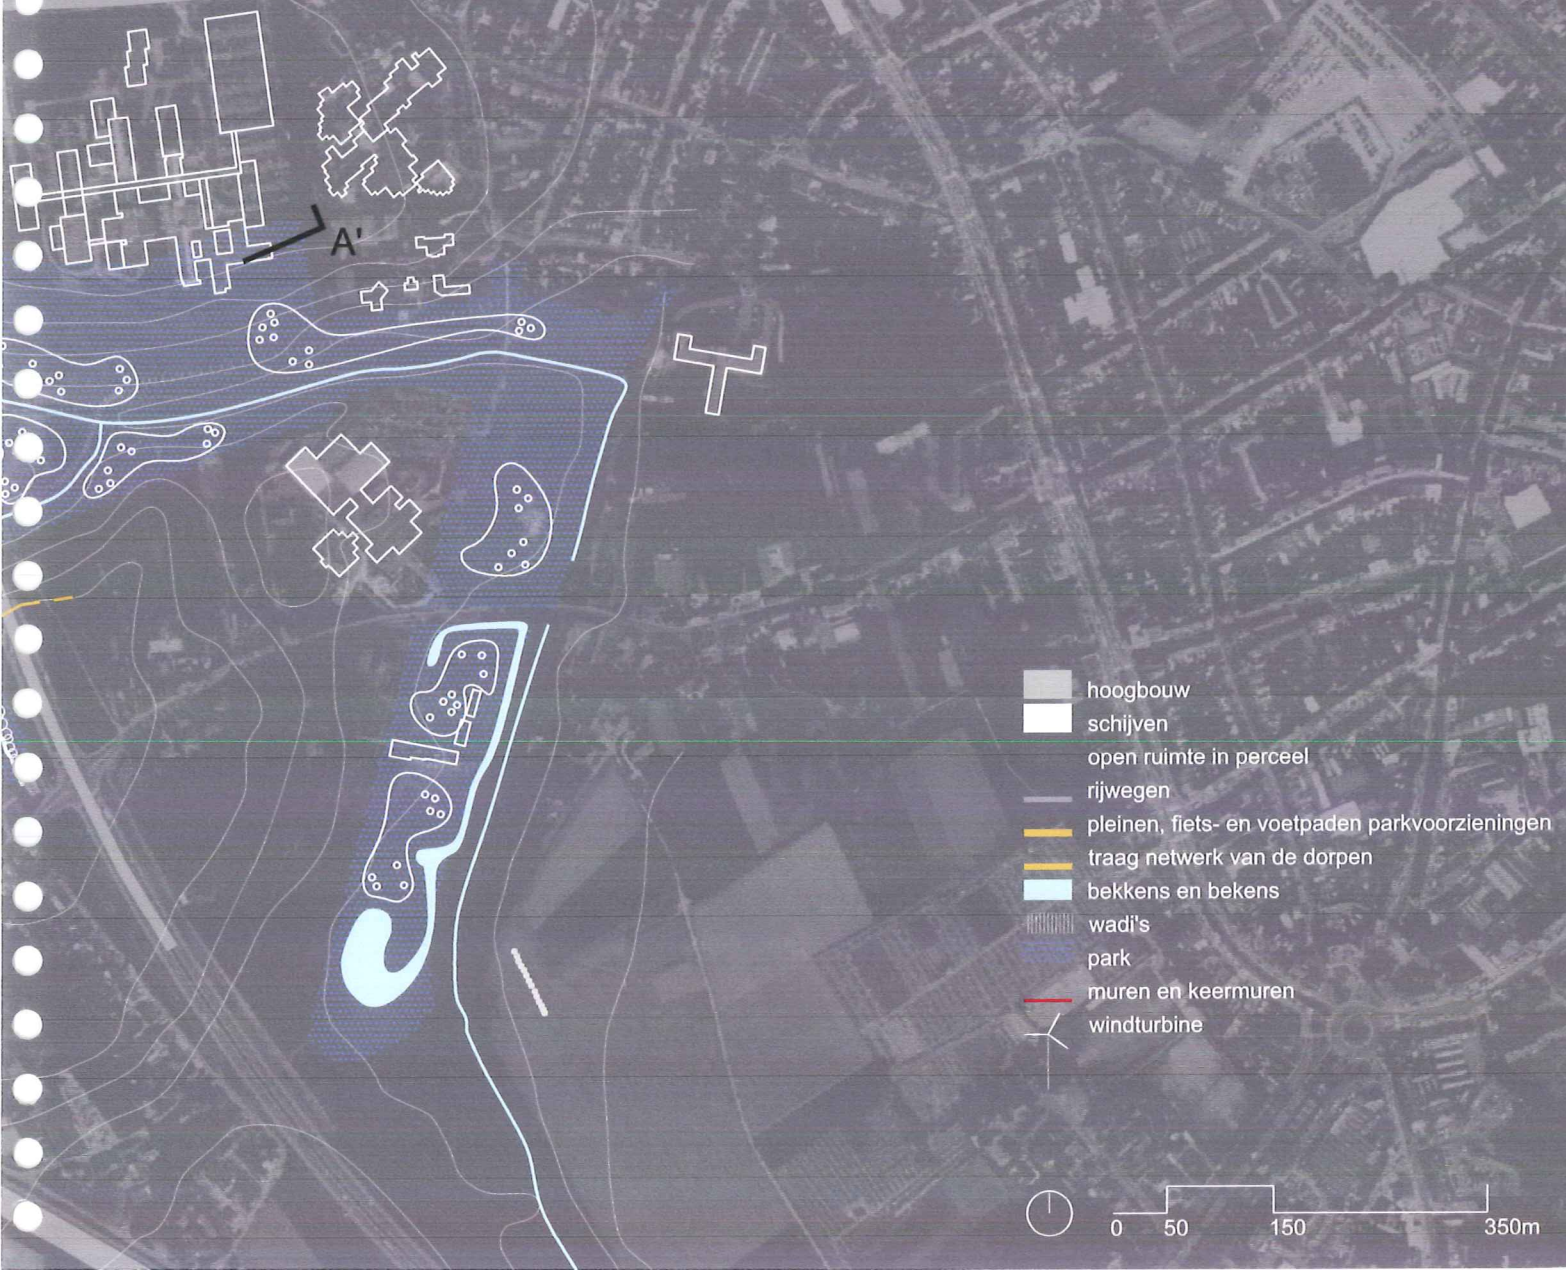 A'
hoogbouw
schijven
open ruimte in perceel
rijwegen
pleinen, fiets- en voetpaden parkvoorzieningen
traag netwerk van de dorpen
bekkens en bekens
wadi's
park
muren en keermuren
windturbine
0 50 150 350m